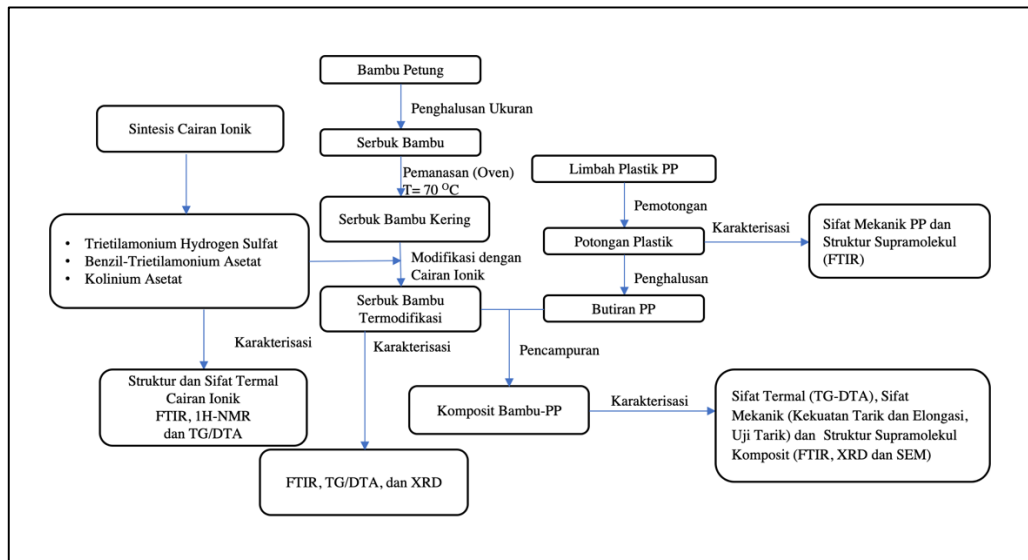 Bambu Petung
Penghalusan Ukuran
Sintesis Cairan Ionik
Serbuk Bambu
Pemanasan (Oven)
T= 70 ᴼC
Limbah Plastik PP
Pemotongan
Serbuk Bambu Kering
• Trietilamonium Hydrogen Sulfat
• Benzil-Trietilamonium Asetat
• Kolinium Asetat
Modifikasi dengan
Cairan Ionik
Potongan Plastik
Karakterisasi
Sifat Mekanik PP dan
Struktur Supramolekul
(FTIR)
Penghalusan
Serbuk Bambu
Termodifikasi
Butiran PP
Karakterisasi
Karakterisasi
Pencampuran
Struktur dan Sifat Termal
Cairan Ionik
FTIR, 1H-NMR
dan TG/DTA
Komposit Bambu-PP
Karakterisasi
Sifat Termal (TG-DTA), Sifat
Mekanik (Kekuatan Tarik dan Elongasi,
Uji Tarik) dan Struktur Supramolekul
Komposit (FTIR, XRD dan SEM)
FTIR, TG/DTA, dan XRD